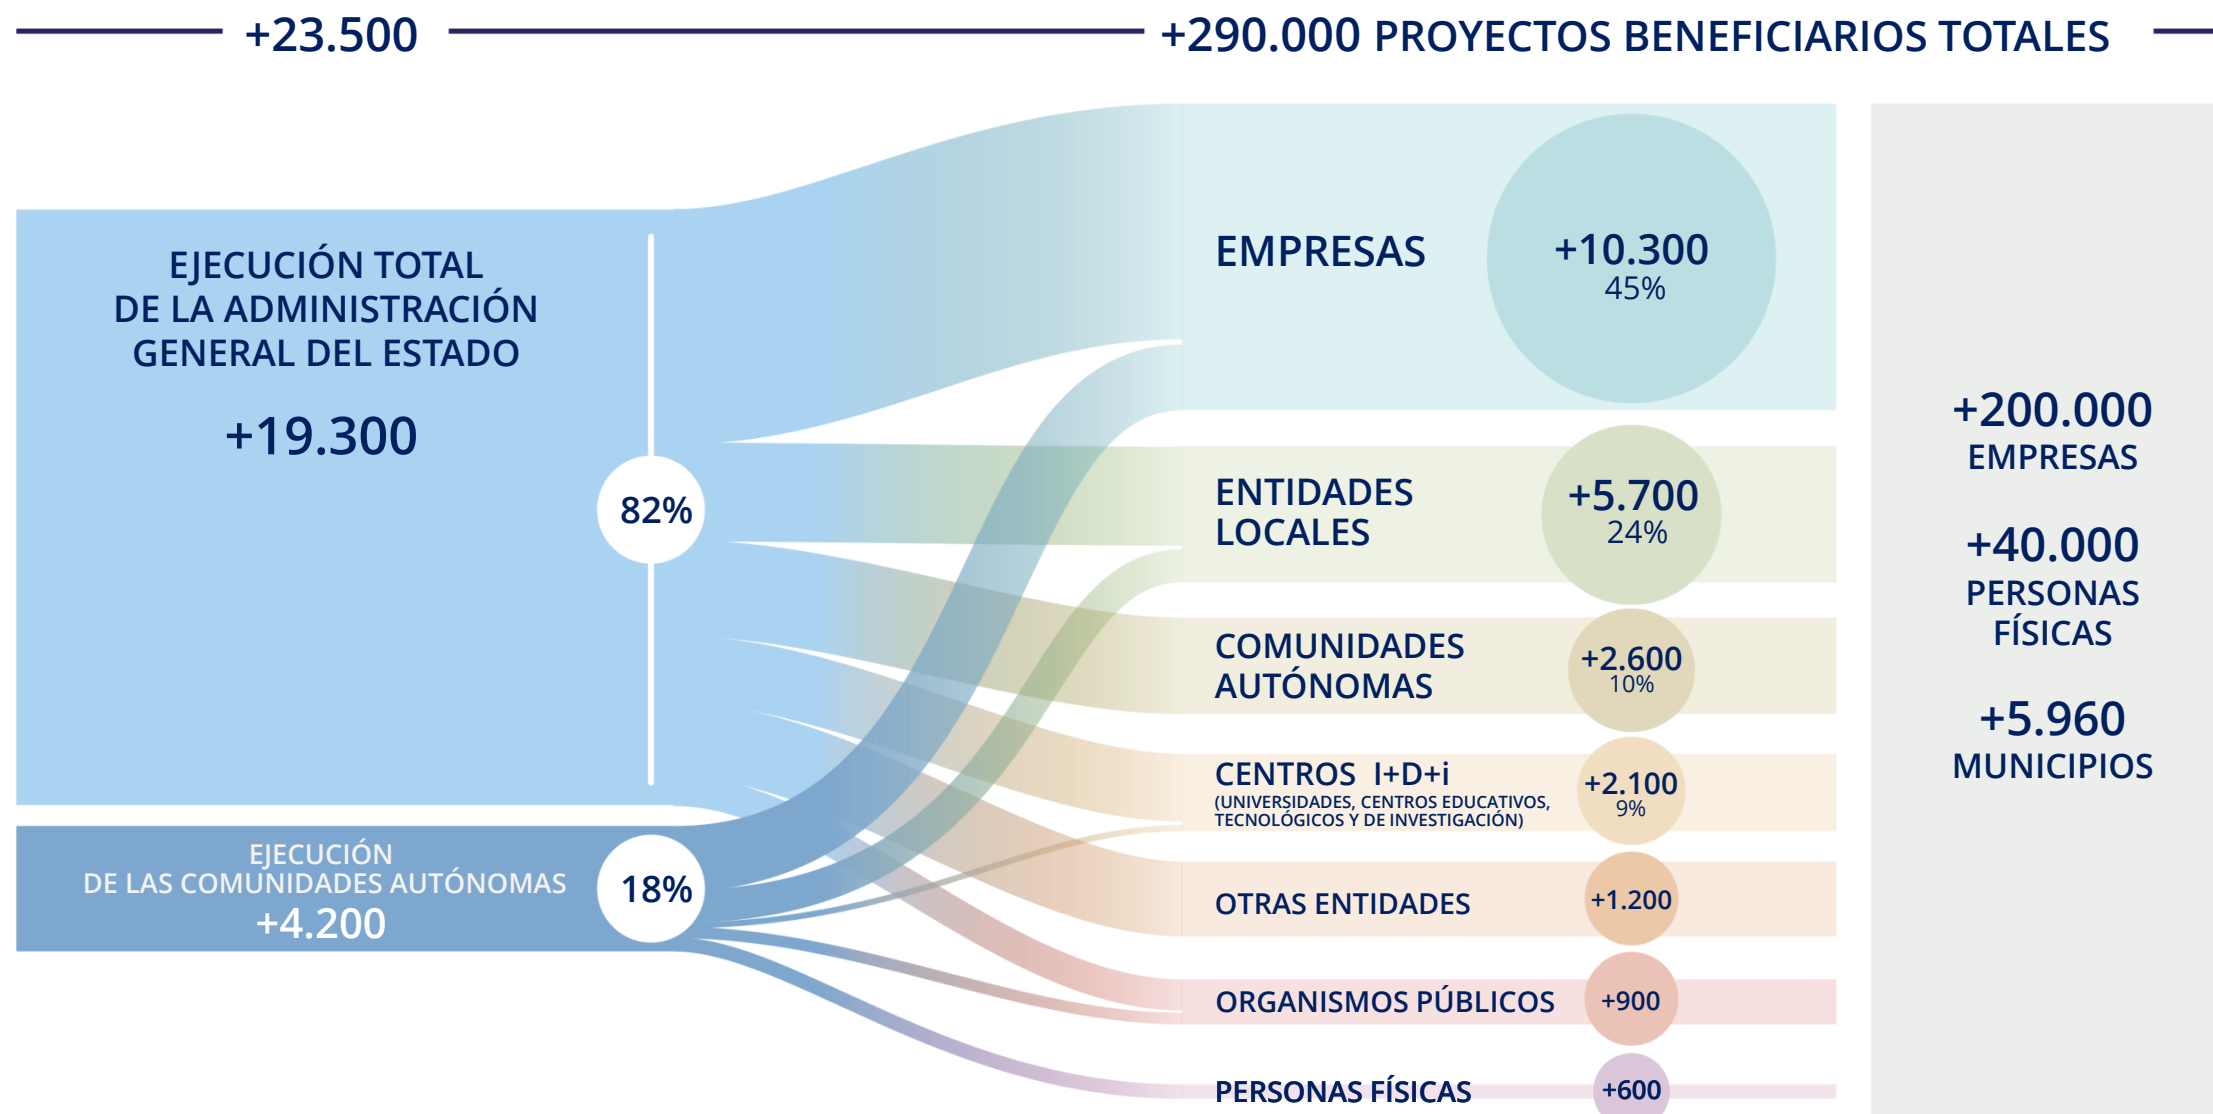 +23.500
+290.000 PROYECTOS BENEFICIARIOS TOTALES
EJECUCIÓN TOTAL
DE LA ADMINISTRACIÓN
GENERAL DEL ESTADO
+19.300
82%
EJECUCIÓN
DE LAS COMUNIDADES AUTÓNOMAS
+4.200
18%
EMPRESAS
+10.300
45%
ENTIDADES
LOCALES
+5.700
24%
COMUNIDADES
AUTÓNOMAS
+2.600
10%
CENTROS I+D+i
(UNIVERSIDADES, CENTROS EDUCATIVOS,
TECNOLÓGICOS Y DE INVESTIGACIÓN)
+2.100
9%
OTRAS ENTIDADES
+1.200
ORGANISMOS PÚBLICOS
+900
PERSONAS FÍSICAS
+600
+200.000
EMPRESAS
+40.000
PERSONAS
FÍSICAS
+5.960
MUNICIPIOS